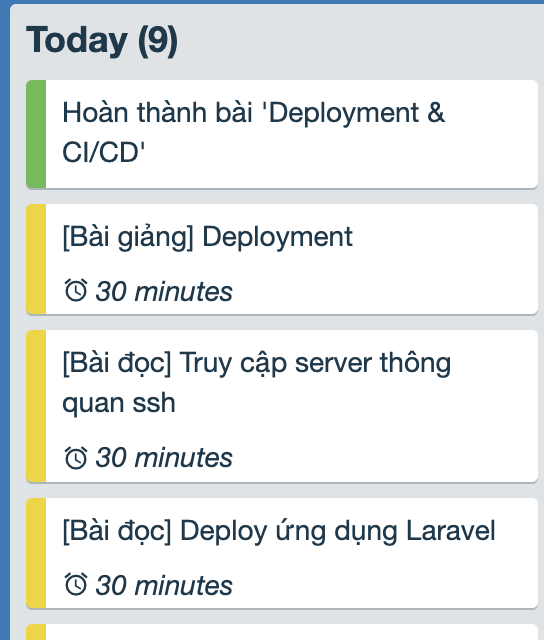 Today (9)
Hoàn thành bài 'Deployment &
CI/CD'
[Bài giảng] Deployment
30 minutes
[Bài đọc] Truy cập server thông
quan ssh
30 minutes
[Bài đọc] Deploy ứng dụng Laravel
30 minutes